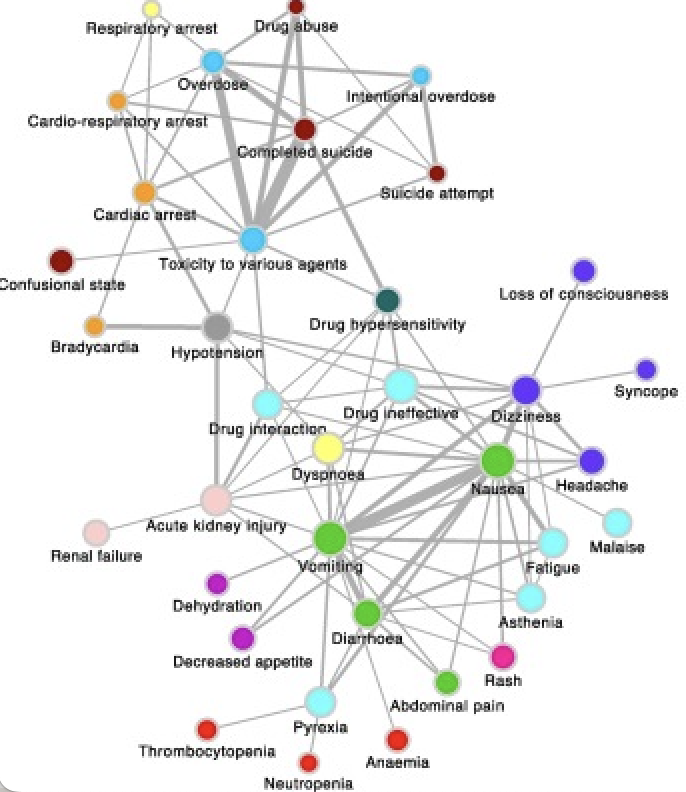 Respiratory arrest
Drug abuse
Overdose
Intentional overdose
Cardio-respiratory arrest
Completed suicide
Suicide attempt
Cardiac arrest
Toxicity to various agents
Confusional state
Loss of consciousness
Drug hypersensitivity
Bradycardia
Hypotension
Syncope
Drug ineffective
Dizziness
Drug interaction
Dyspnoea
Nausea
Headache
Acute kidney injury
Malaise
Renal failure
Vomiting
Fatigue
Dehydration
Asthenia
Diarrhoea
Decreased appetite
Rash
Abdominal pain
Pyrexia
Thrombocytopenia
Anaemia
Neutropenia